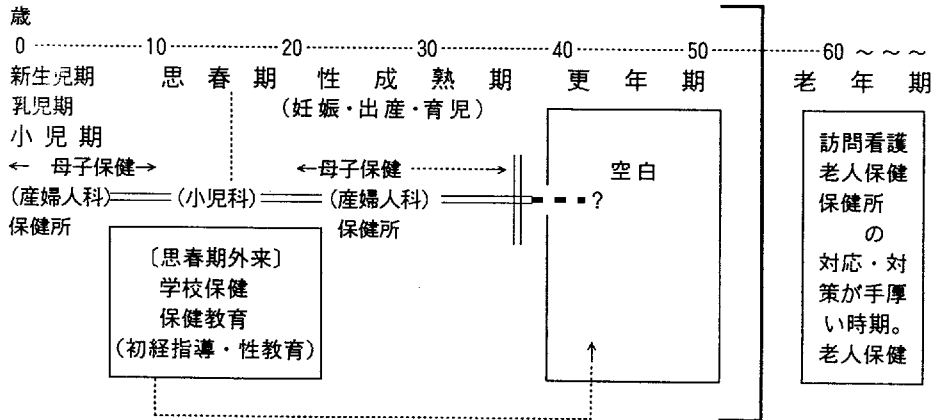 歳
0 10 20 30 40 50 60 ~ ~ ~
新生児期 思春期 性成熟期 更年期 老年期
乳児期 (妊娠・出産・育児)
小児期
← 母子保健→ ←母子保健→
(産婦人科) (小児科) (産婦人科) ?
保健所 保健所
空白
〔思春期外来〕
学校保健
保健教育
(初経指導・性教育)
訪問看護
老人保健
保健所
の
対応・対
策が手厚
い時期。
老人保健